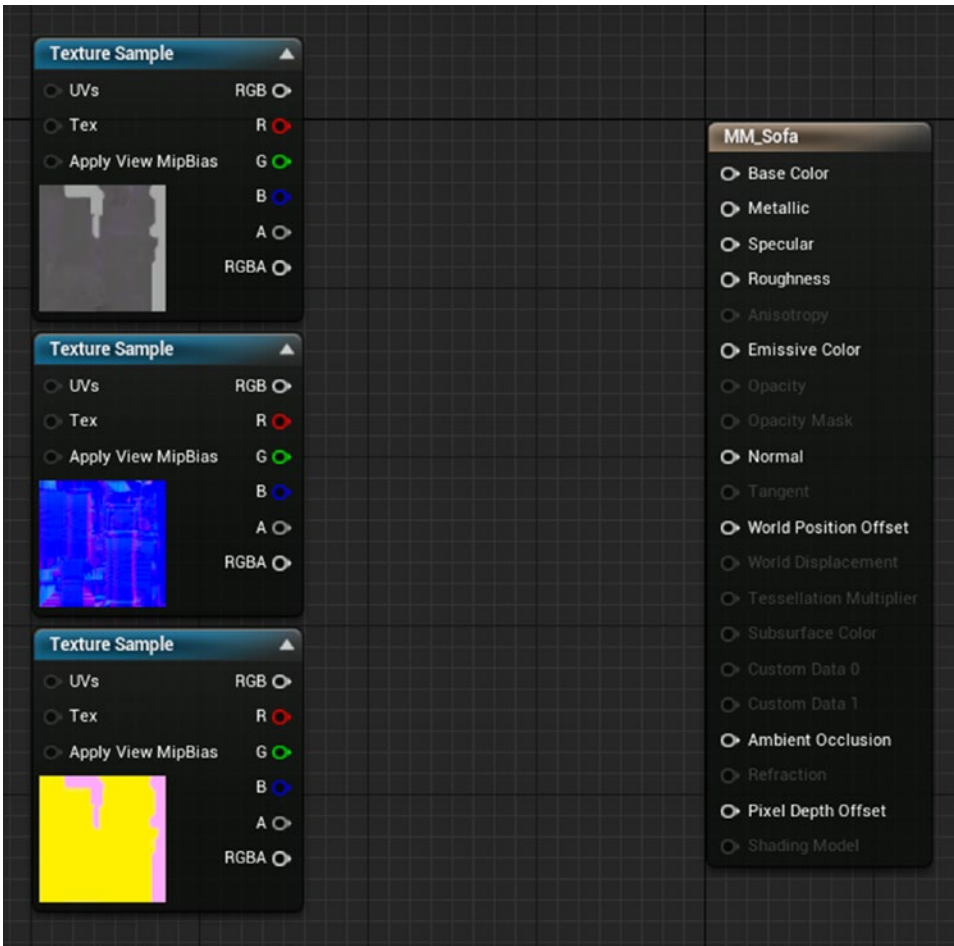 Texture Sample
UVs RGB
Tex R
Apply View MipBias G
B
A
RGBA
Texture Sample
UVs RGB
Tex R
Apply View MipBias G
B
A
RGBA
Texture Sample
UVs RGB
Tex R
Apply View MipBias G
B
A
RGBA
MM_Sofa
Base Color
Metallic
Specular
Roughness
Anisotropy
Emissive Color
Opacity
Opacity Mask
Normal
Tangent
World Position Offset
World Displacement
Tessellation Multiplier
Subsurface Color
Custom Data 0
Custom Data 1
Ambient Occlusion
Refraction
Pixel Depth Offset
Shading Model